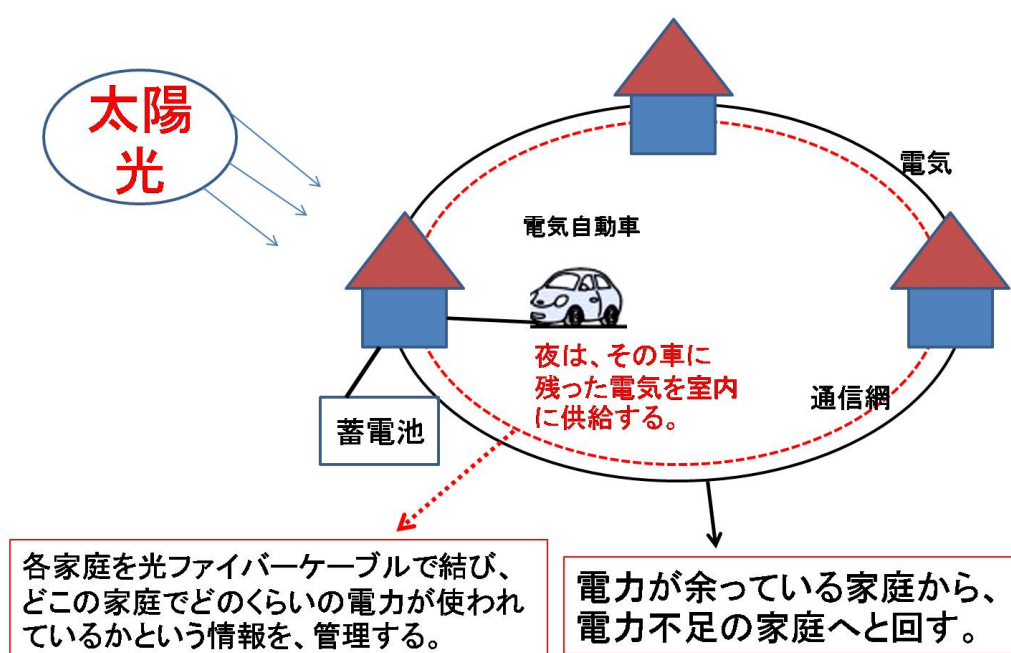 太陽
光
電気
電気自動車
夜は、その車に
残った電気を室内
に供給する。
通信網
蓄電池
各家庭を光ファイバーケーブルで結び、
どこの家庭でどのくらいの電力が使われ
ているかという情報を、管理する。
電力が余っている家庭から、
電力不足の家庭へと回す。